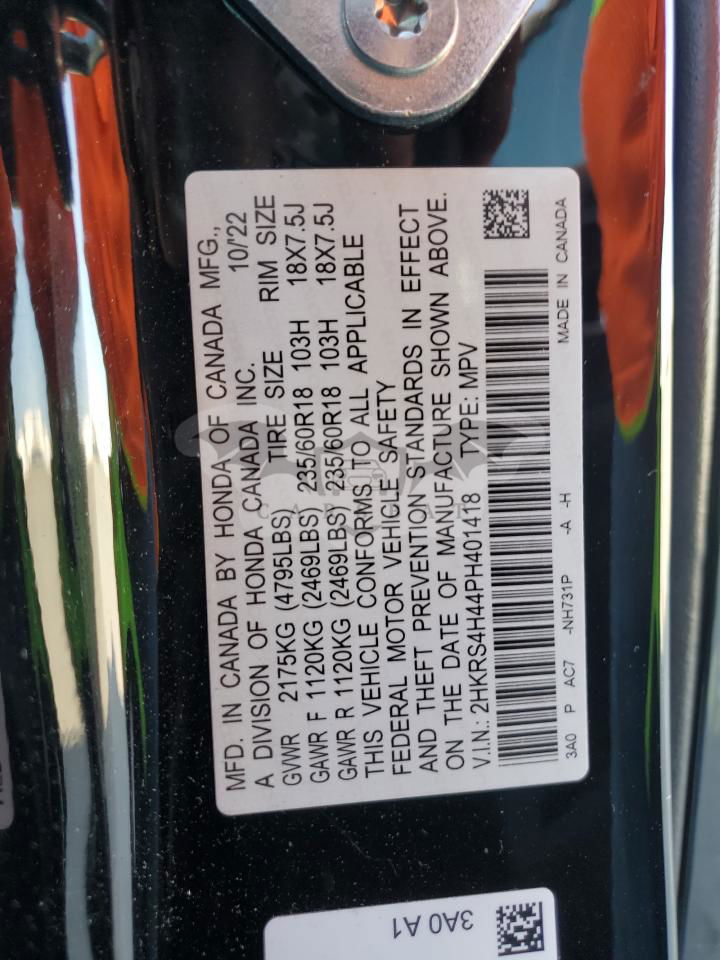 MFD. IN CANADA BY HONDA OF CANADA MFG.,
A DIVISION OF HONDA CANADA INC. 10/'22
GVWR 2175KG (4795LBS) TIRE SIZE RIM SIZE
GAWR F 1120KG (2469LBS) 235/60R18 103H 18X7.5J
GAWR R 1120KG (2469LBS) 235/60R18 103H 18X7.5J
THIS VEHICLE CONFORMS TO ALL APPLICABLE
FEDERAL MOTOR VEHICLE SAFETY
AND THEFT PREVENTION STANDARDS IN EFFECT
ON THE DATE OF MANUFACTURE SHOWN ABOVE.
V.I.N.: 2HKRS4H44PH401418 TYPE: MPV
3A0 P AC7 -NH731P -A -H MADE IN CANADA
3A0 A1